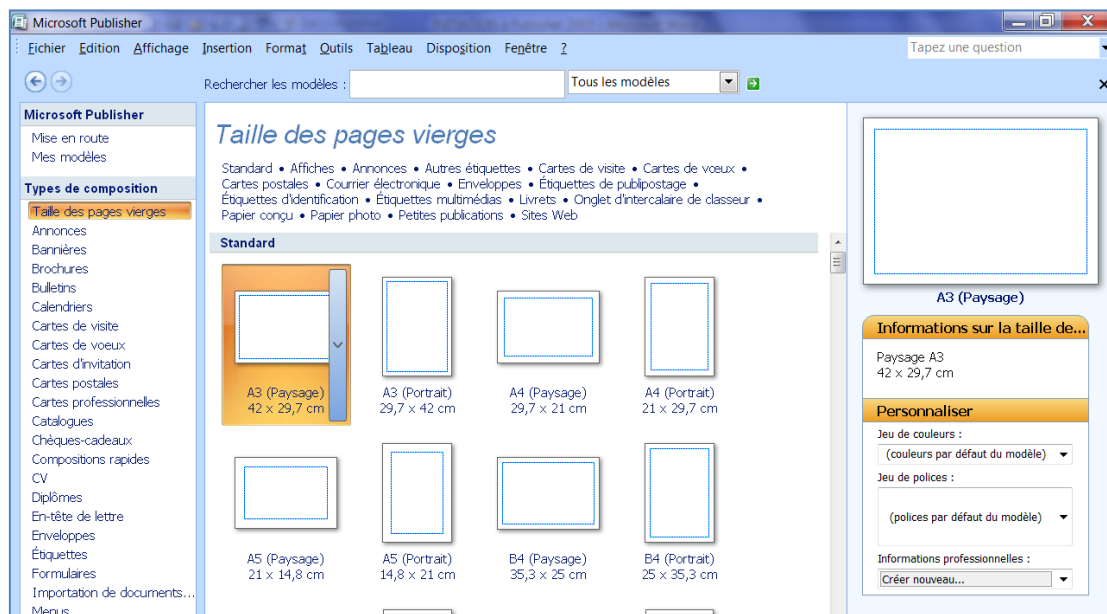 Microsoft Publisher
Fichier Edition Affichage Insertion Format Outils Tableau Disposition Fenêtre ?
Tapez une question
Rechercher les modèles :
Tous les modèles
Microsoft Publisher
Mise en route
Mes modèles
Types de composition
Taille des pages vierges
Annonces
Bannières
Brochures
Bulletins
Calendriers
Cartes de visite
Cartes de voeux
Cartes d'invitation
Cartes postales
Cartes professionnelles
Catalogues
Chèques-cadeaux
Compositions rapides
CV
Diplômes
En-tête de lettre
Enveloppes
Étiquettes
Formulaires
Importation de documents...
Menus
Taille des pages vierges
Standard • Affiches • Annonces • Autres étiquettes • Cartes de visite • Cartes de vœux •
Cartes postales • Courrier électronique • Enveloppes • Étiquettes de publipostage •
Étiquettes d'identification • Étiquettes multimédias • Livrets • Onglet d'intercalaire de classeur •
Papier conçu • Papier photo • Petites publications • Sites Web
Standard
A3 (Paysage)
42 x 29,7 cm
A3 (Portrait)
29,7 x 42 cm
A4 (Paysage)
29,7 x 21 cm
A4 (Portrait)
21 x 29,7 cm
A5 (Paysage)
21 x 14,8 cm
A5 (Portrait)
14,8 x 21 cm
B4 (Paysage)
35,3 x 25 cm
B4 (Portrait)
25 x 35,3 cm
A3 (Paysage)
Informations sur la taille de...
Paysage A3
42 x 29,7 cm
Personnaliser
Jeu de couleurs :
(couleurs par défaut du modèle)
Jeu de polices :
(polices par défaut du modèle)
Informations professionnelles :
Créer nouveau...